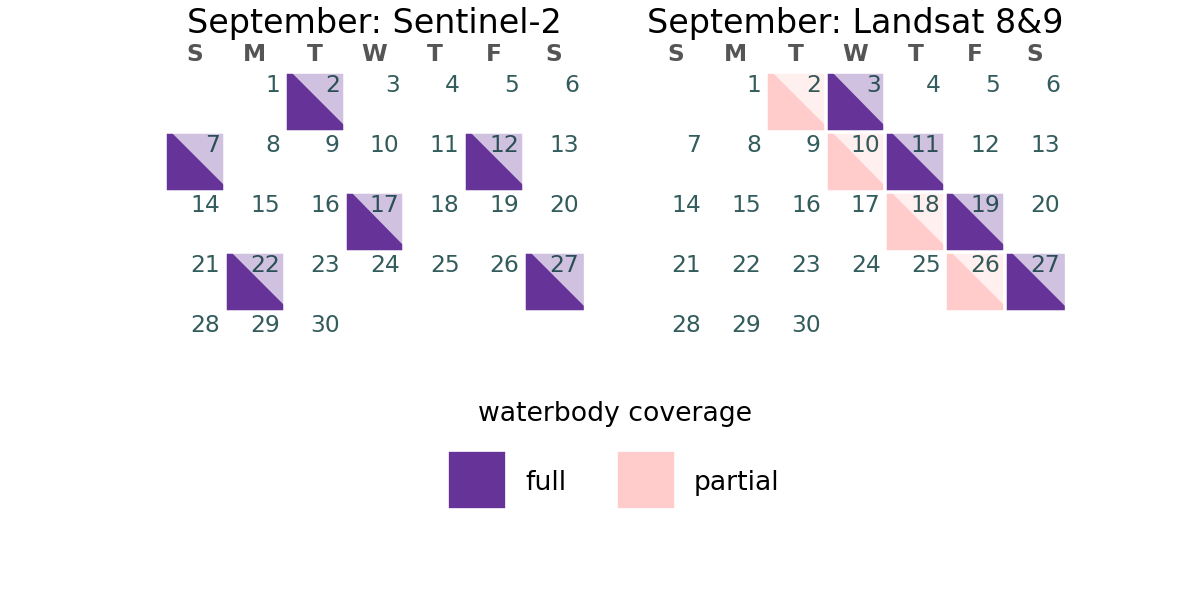 September: Sentinel-2
S M T W T F S
1 2 3 4 5 6
7 8 9 10 11 12 13
14 15 16 17 18 19 20
21 22 23 24 25 26 27
28 29 30
September: Landsat 8&9
S M T W T F S
1 2 3 4 5 6
7 8 9 10 11 12 13
14 15 16 17 18 19 20
21 22 23 24 25 26 27
28 29 30
waterbody coverage
full
partial